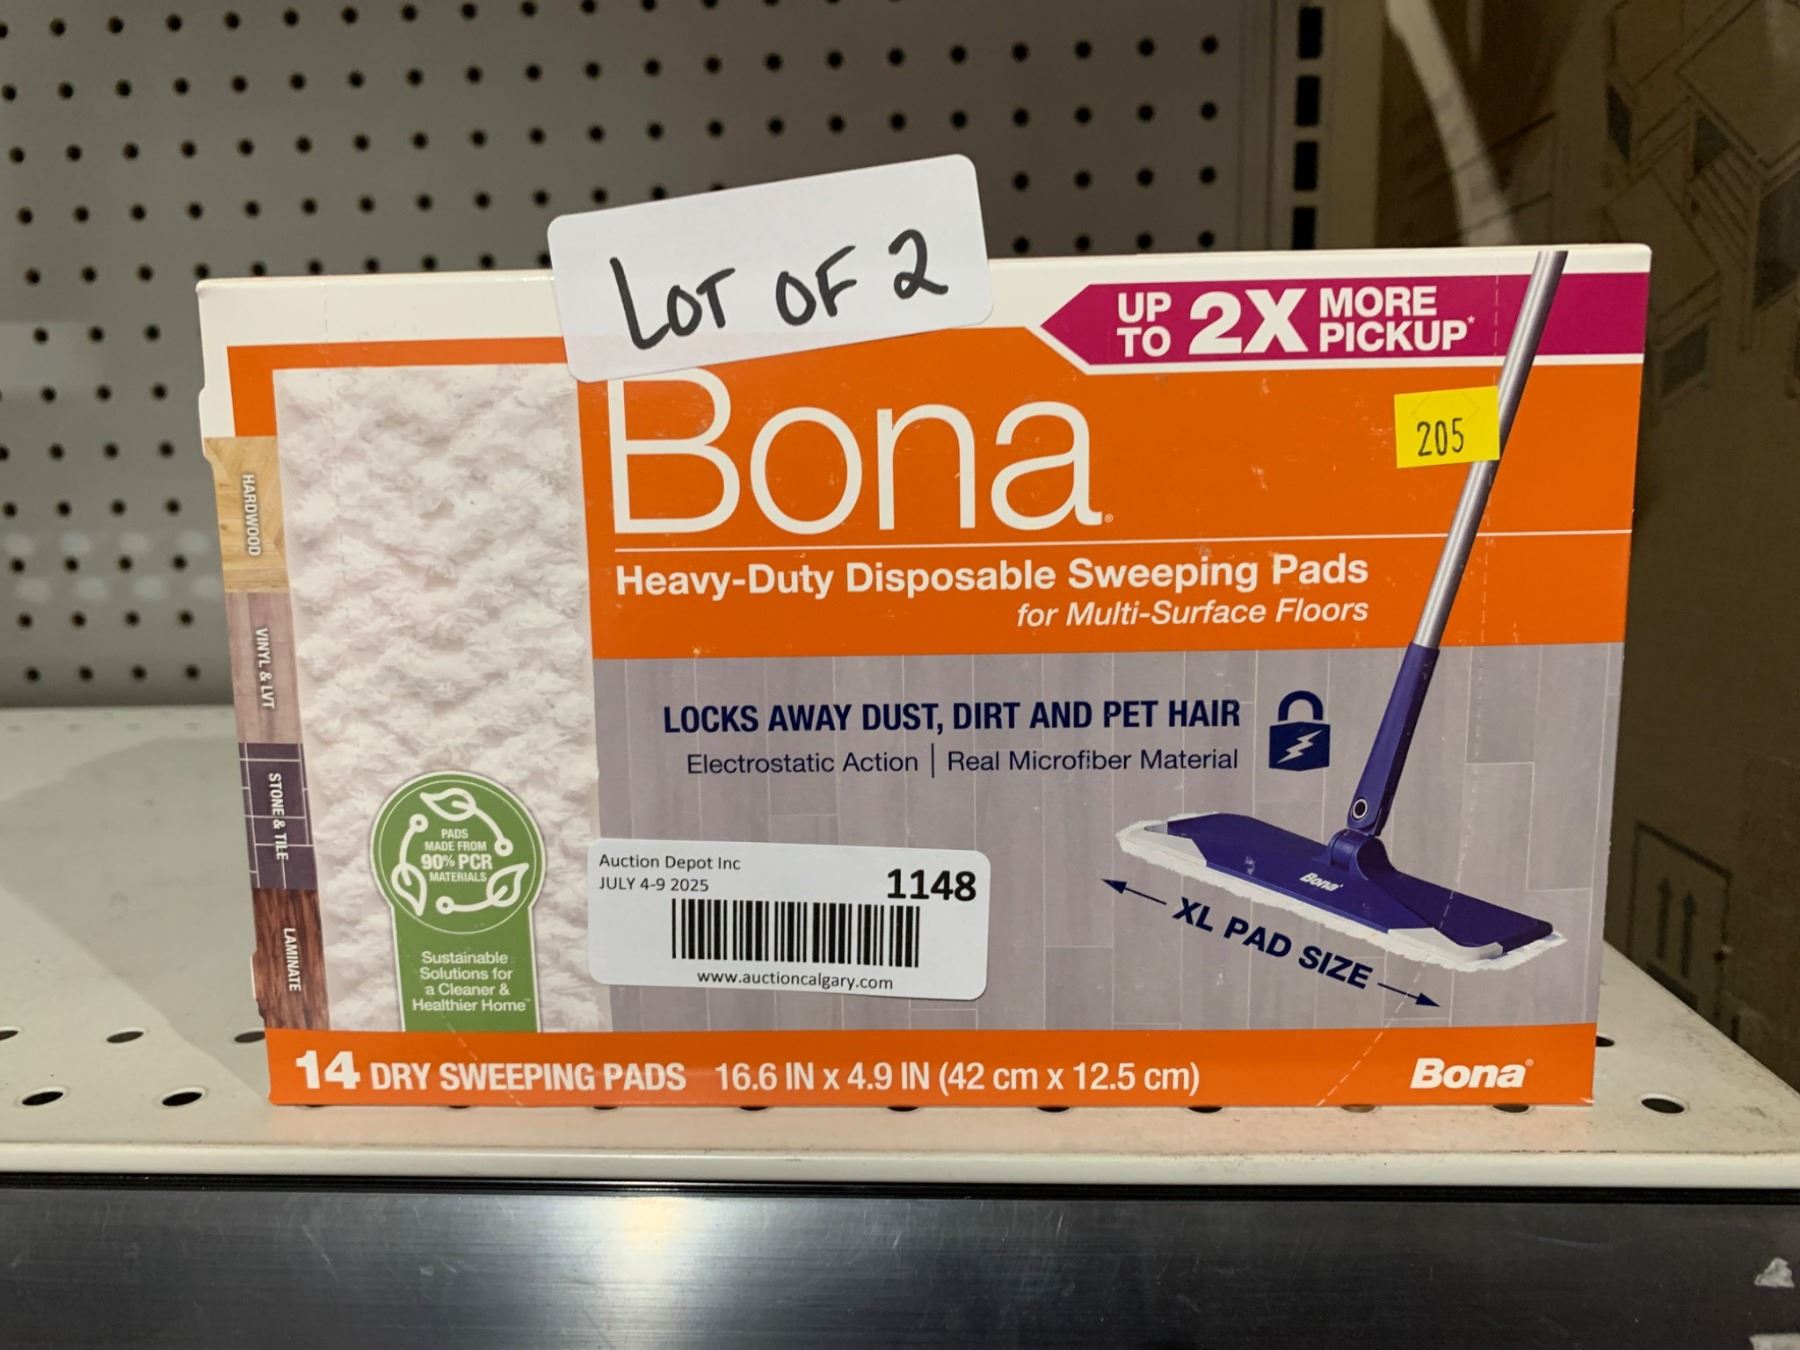 LOT OF 2
UP TO 2X MORE PICKUP*
Bona®
205
Heavy-Duty Disposable Sweeping Pads
for Multi-Surface Floors
HARDWOOD
VINYL & LVT
STONE & TILE
LAMINATE
LOCKS AWAY DUST, DIRT AND PET HAIR
Electrostatic Action | Real Microfiber Material
PADS
MADE FROM
90% PCR
MATERIALS
Sustainable
Solutions for
a Cleaner &
Healthier Home™
Auction Depot Inc
JULY 4-9 2025
1148
www.auctioncalgary.com
Bona®
XL PAD SIZE
14 DRY SWEEPING PADS 16.6 IN x 4.9 IN (42 cm x 12.5 cm)
Bona®